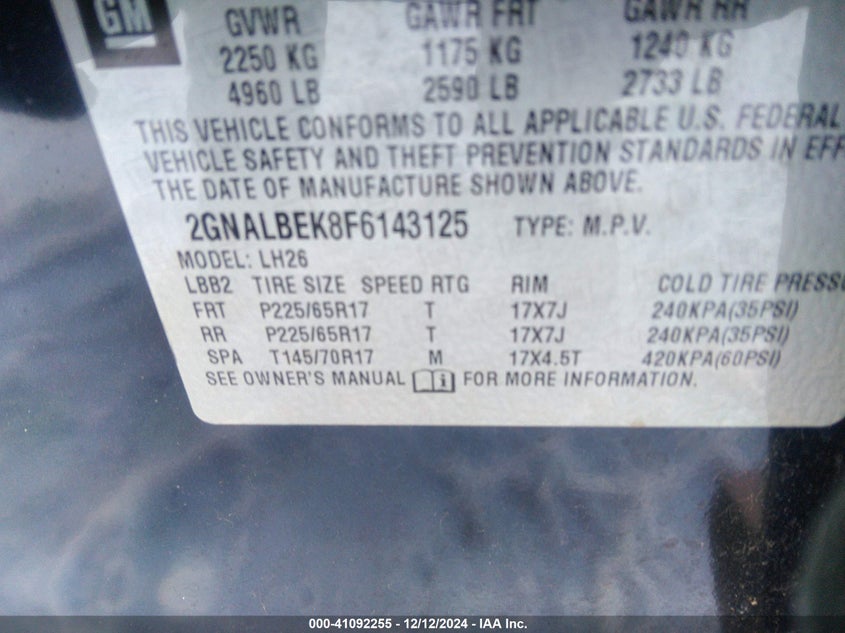 GM
GVWR GAWR FRT GAWR RR
2250 KG 1175 KG 1240 KG
4960 LB 2590 LB 2733 LB
THIS VEHICLE CONFORMS TO ALL APPLICABLE U.S. FEDERAL
VEHICLE SAFETY AND THEFT PREVENTION STANDARDS IN EFF
THE DATE OF MANUFACTURE SHOWN ABOVE.
2GNALBEK8F6143125 TYPE: M.P.V.
MODEL: LH26
LBB2 TIRE SIZE SPEED RTG RIM COLD TIRE PRESSU
FRT P225/65R17 T 17X7J 240KPA(35PSI)
RR P225/65R17 T 17X7J 240KPA(35PSI)
SPA T145/70R17 M 17X4.5T 420KPA(60PSI)
SEE OWNER'S MANUAL FOR MORE INFORMATION.
000-41092255 - 12/12/2024 - IAA Inc.